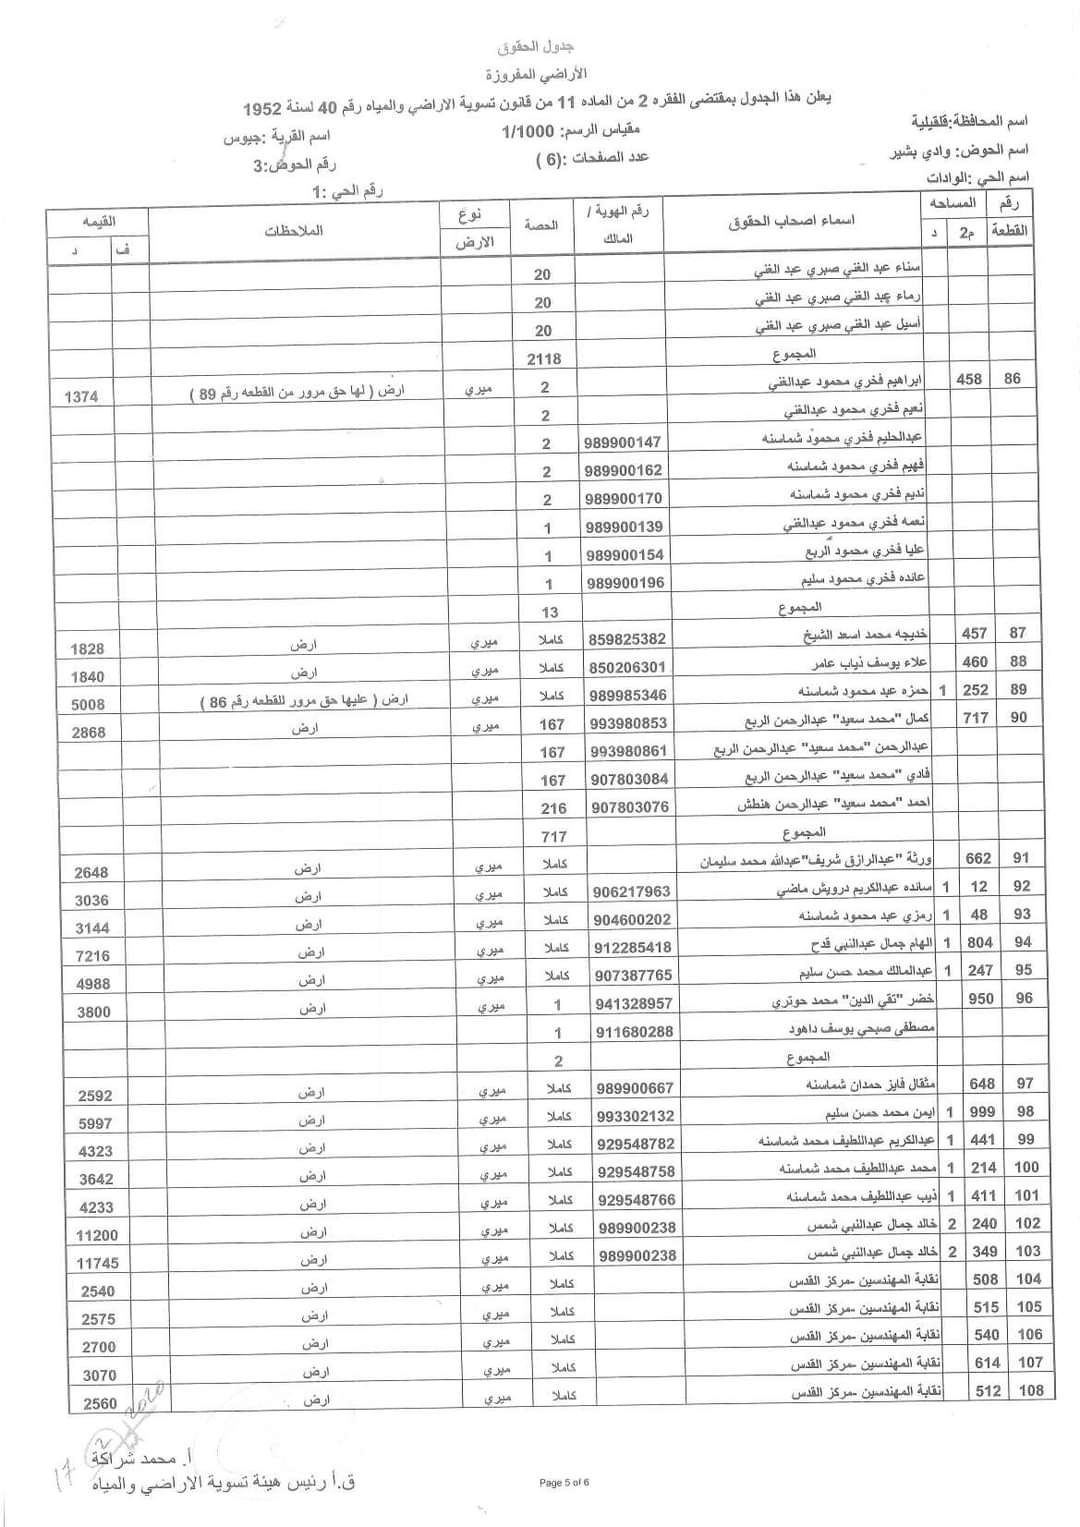 جدول الحقوق
الأراضي المفروزة
يعلن هذا الجدول بمقتضى الفقره 2 من الماده 11 من قانون تسوية الاراضي والمياه رقم 40 لسنة 1952
اسم المحافظة:قلقيلية مقياس الرسم: 1/1000 اسم القرية :جيوس
اسم الحوض: وادي بشير عدد الصفحات :(6 ) رقم الحوض:3
اسم الحي :الوادات رقم الحي :1
رقم القطعة المساحه م2 د اسماء اصحاب الحقوق رقم الهوية / المالك الحصة نوع الارض الملاحظات القيمه ف د
سناء عبد الغني صبري عبد الغني 20
رماء عبد الغني صبري عبد الغني 20
أسيل عبد الغني صبري عبد الغني 20
المجموع 2118
86 458 ابراهيم فخري محمود عبدالغني 2 ميري ارض ( لها حق مرور من القطعه رقم 89 ) 1374
نعيم فخري محمود عبدالغني 2
عبدالحليم فخري محمود شماسنه 989900147 2
فهيم فخري محمود شماسنه 989900162 2
نديم فخري محمود شماسنه 989900170 2
نعمه فخري محمود عبدالغني 989900139 1
عليا فخري محمود الربع 989900154 1
عائده فخري محمود سليم 989900196 1
المجموع 13
87 457 خديجه محمد اسعد الشيخ 859825382 كاملا ميري ارض 1828
88 460 علاء يوسف ذياب عامر 850206301 كاملا ميري ارض 1840
89 252 1 حمزه عبد محمود شماسنه 989985346 كاملا ميري ارض ( عليها حق مرور للقطعه رقم 86 ) 5008
90 717 كمال "محمد سعيد" عبدالرحمن الربع 993980853 167 ميري ارض 2868
عبدالرحمن "محمد سعيد" عبدالرحمن الربع 993980861 167
فادي "محمد سعيد" عبدالرحمن الربع 907803084 167
احمد "محمد سعيد" عبدالرحمن هنطش 907803076 216
المجموع 717
91 662 ورثة "عبدالرازق شريف"عبدالله محمد سليمان كاملا ميري ارض 2648
92 12 1 سانده عبدالكريم درويش ماضي 906217963 كاملا ميري ارض 3036
93 48 1 رمزي عبد محمود شماسنه 904600202 كاملا ميري ارض 3144
94 804 1 الهام جمال عبدالنبي قدح 912285418 كاملا ميري ارض 7216
95 247 1 عبدالمالك محمد حسن سليم 907387765 كاملا ميري ارض 4988
96 950 خضر "تقي الدين" محمد حوتري 941328957 1 ميري ارض 3800
مصطفى صبحي يوسف داهود 911680288 1
المجموع 2
97 648 مثقال فايز حمدان شماسنه 989900667 كاملا ميري ارض 2592
98 999 1 ايمن محمد حسن سليم 993302132 كاملا ميري ارض 5997
99 441 1 عبدالكريم عبداللطيف محمد شماسنه 929548782 كاملا ميري ارض 4323
100 214 1 محمد عبداللطيف محمد شماسنه 929548758 كاملا ميري ارض 3642
101 411 1 ذيب عبداللطيف محمد شماسنه 929548766 كاملا ميري ارض 4233
102 240 2 خالد جمال عبدالنبي شمس 989900238 كاملا ميري ارض 11200
103 349 2 خالد جمال عبدالنبي شمس 989900238 كاملا ميري ارض 11745
104 508 نقابة المهندسين -مركز القدس كاملا ميري ارض 2540
105 515 نقابة المهندسين -مركز القدس كاملا ميري ارض 2575
106 540 نقابة المهندسين -مركز القدس كاملا ميري ارض 2700
107 614 نقابة المهندسين -مركز القدس كاملا ميري ارض 3070
108 512 نقابة المهندسين -مركز القدس كاملا ميري ارض 2560
17 2 2020
أ. محمد شراكة
ق.أ رئيس هيئة تسوية الاراضي والمياه
Page 5 of 6